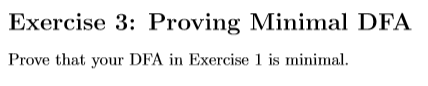 Exercise 3: Proving Minimal DFA
Prove that your DFA in Exercise 1 is minimal.